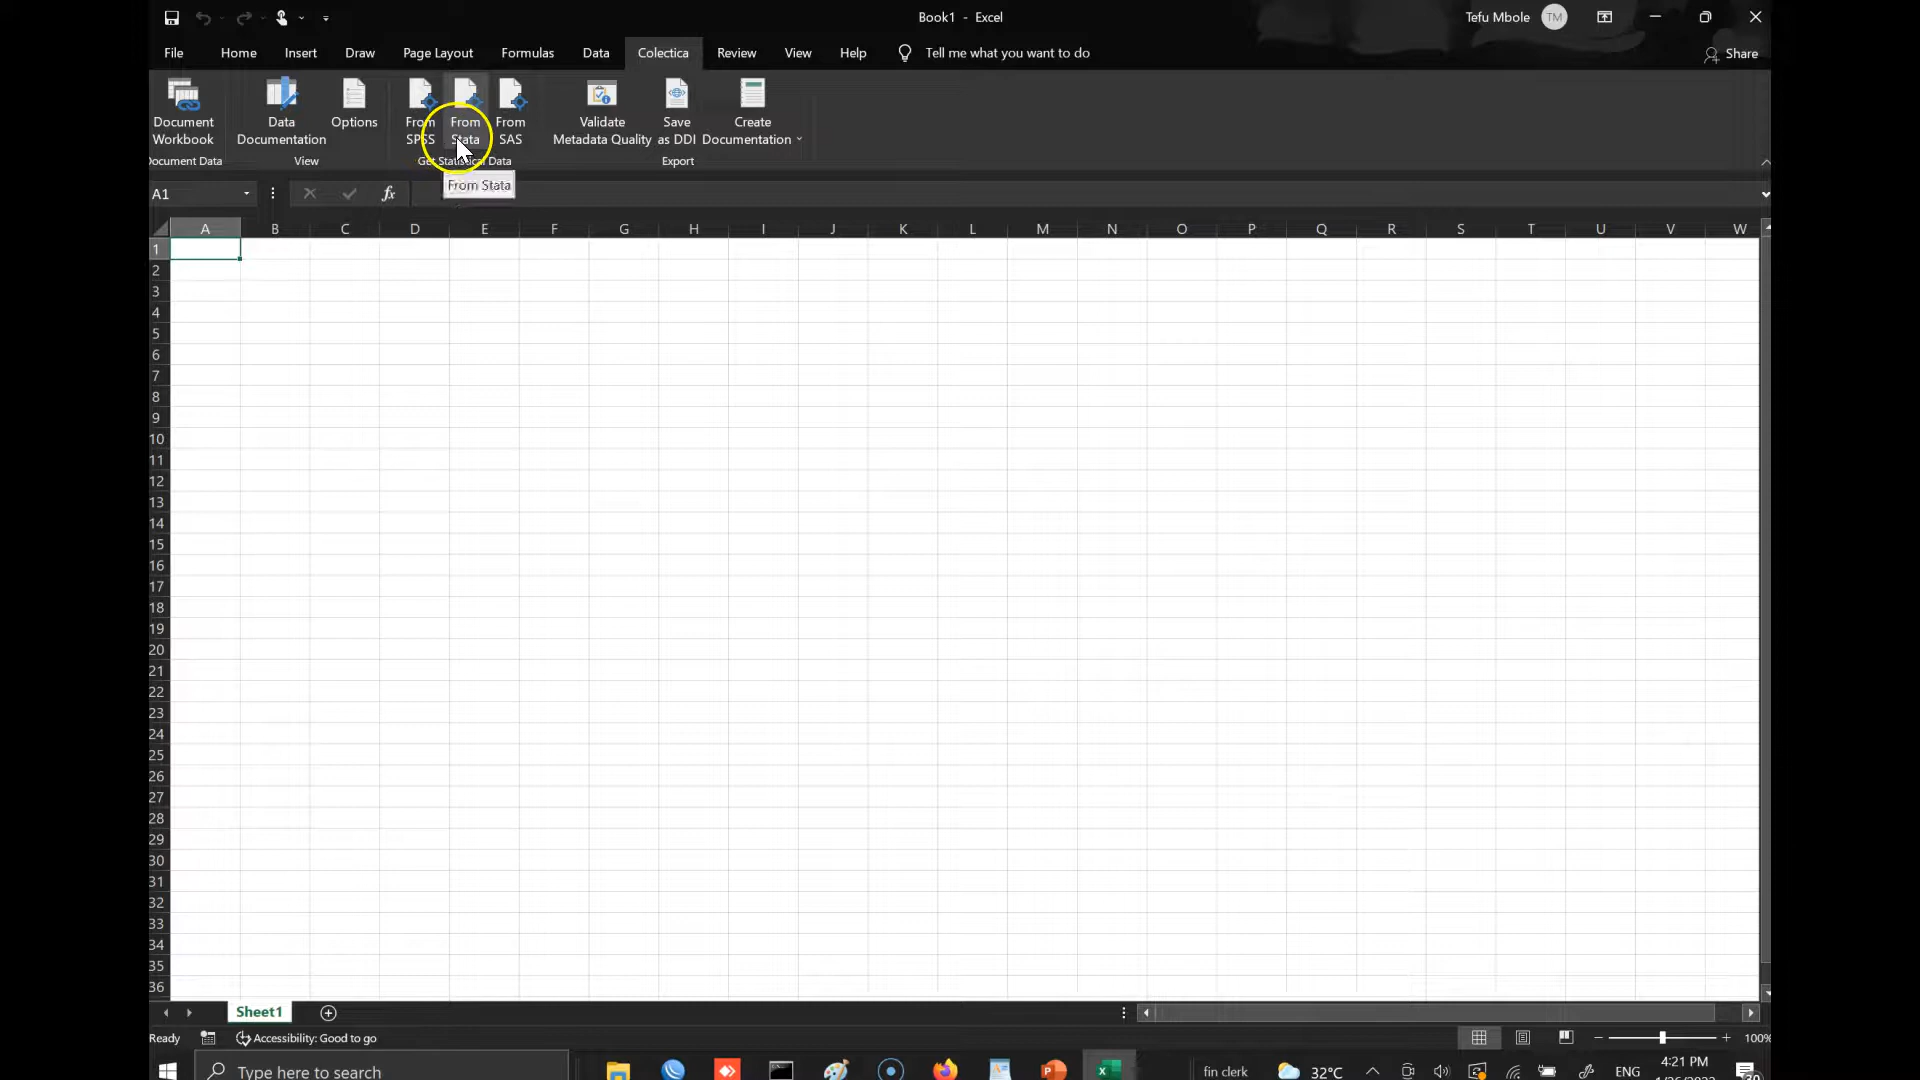 Book1 - Excel
Tefu Mbole
TM
File Home Insert Draw Page Layout Formulas Data Colectica Review View Help Tell me what you want to do
Share
Document Workbook
Data Documentation
Options
From SPSS
From Stata
From SAS
Validate Metadata Quality
Save as DDI
Create Documentation
Document Data
View
Get Statistical Data
Export
From Stata
A1
fx
A B C D E F G H I J K L M N O P Q R S T U V W
1
2
3
4
5
6
7
8
9
10
11
12
13
14
15
16
17
18
19
20
21
22
23
24
25
26
27
28
29
30
31
32
33
34
35
36
Sheet1
Ready
Accessibility: Good to go
100%
Type here to search
fin clerk
32°C
ENG
4:21 PM